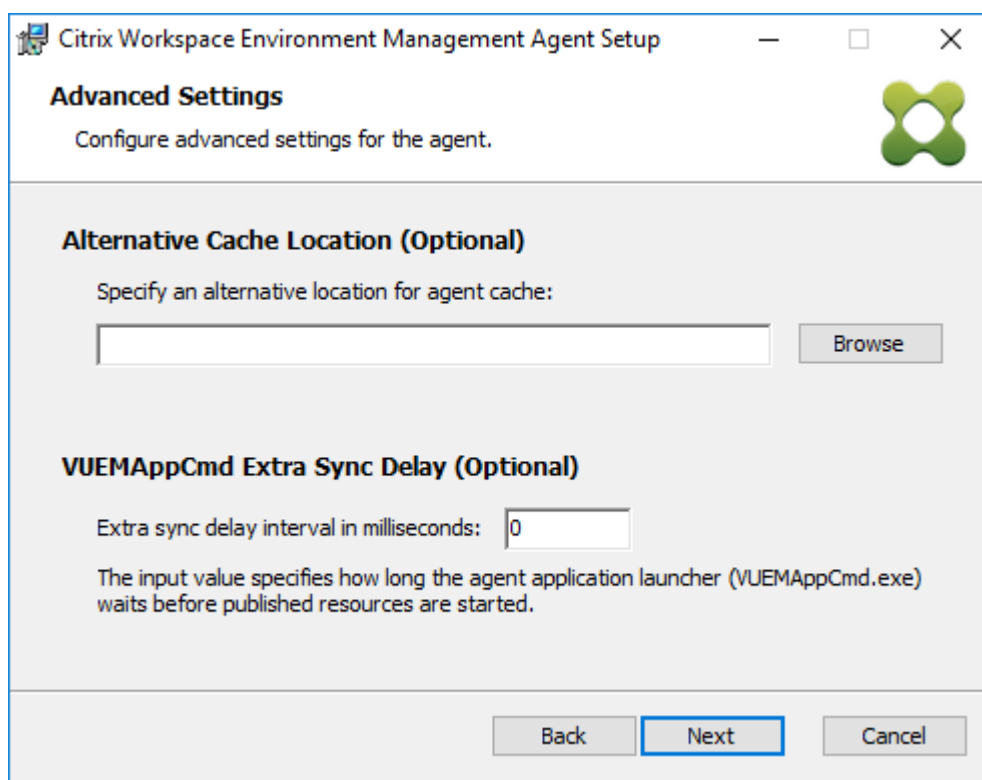 Citrix Workspace Environment Management Agent Setup
Advanced Settings
Configure advanced settings for the agent.
Alternative Cache Location (Optional)
Specify an alternative location for agent cache:
Browse
VUEMAppCmd Extra Sync Delay (Optional)
Extra sync delay interval in milliseconds: 0
The input value specifies how long the agent application launcher (VUEMAppCmd.exe)
waits before published resources are started.
Back Next Cancel